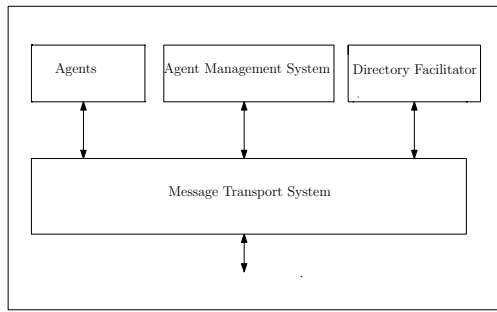 Agents
Agent Management System
Directory Facilitator
Message Transport System